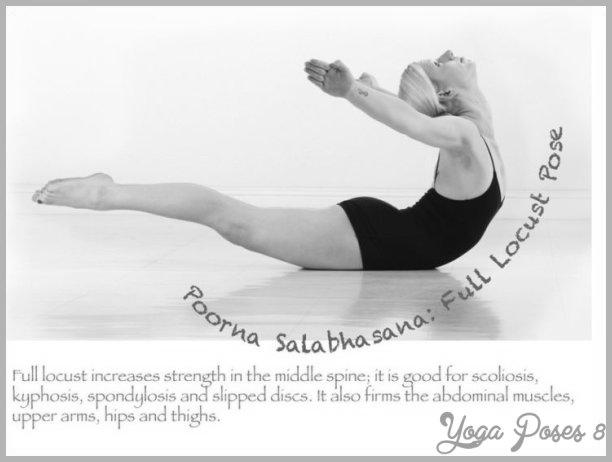 Poorna Salabhasana: Full Locust Pose
Full locust increases strength in the middle spine; it is good for scoliosis,
kyphosis, spondylosis and slipped discs. It also firms the abdominal muscles,
upper arms, hips and thighs.
Yoga Poses 8